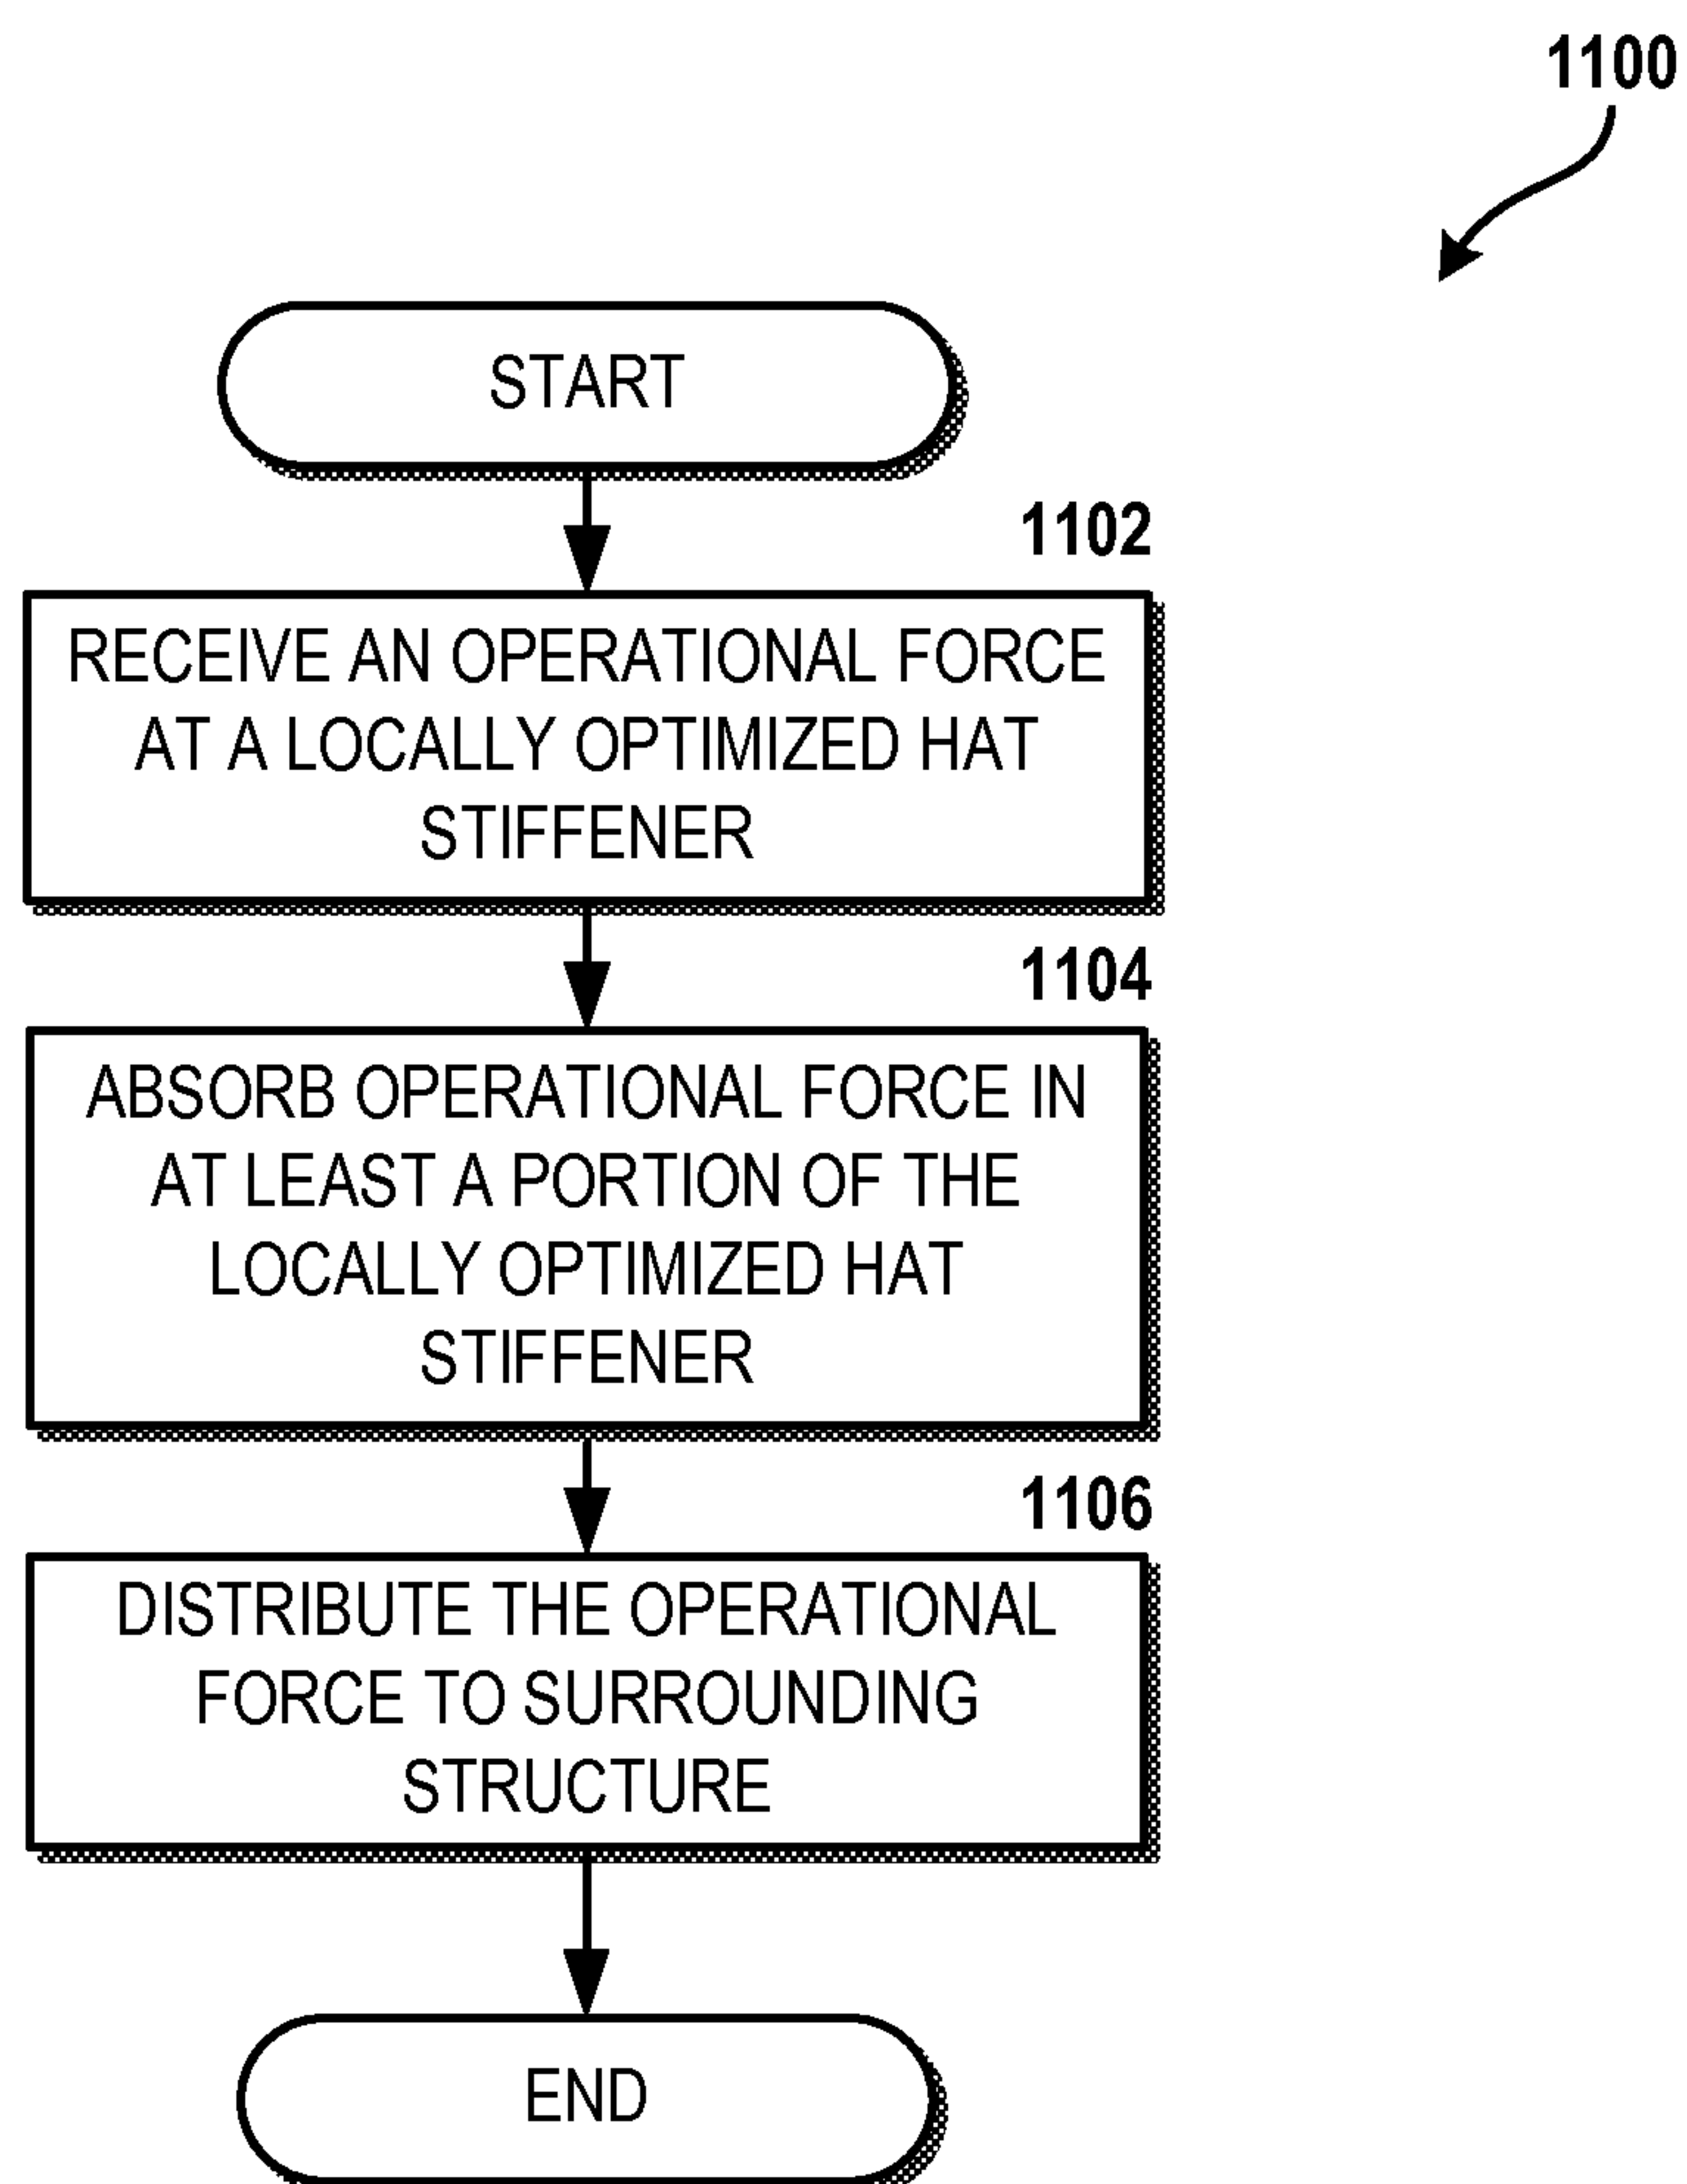 1100
START
1102
RECEIVE AN OPERATIONAL FORCE
AT A LOCALLY OPTIMIZED HAT
STIFFENER
1104
ABSORB OPERATIONAL FORCE IN
AT LEAST A PORTION OF THE
LOCALLY OPTIMIZED HAT
STIFFENER
1106
DISTRIBUTE THE OPERATIONAL
FORCE TO SURROUNDING
STRUCTURE
END